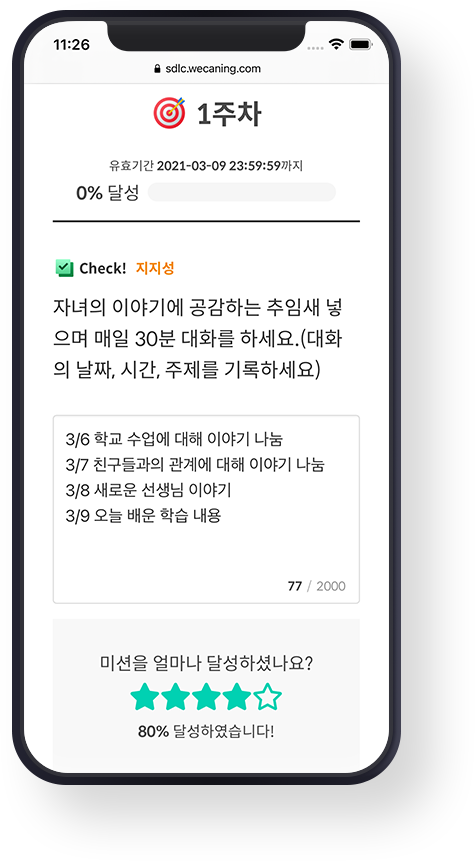 11:26
sdlc.wecaning.com
1주차
유효기간 2021-03-09 23:59:59까지
0% 달성
Check! 지지성
자녀의 이야기에 공감하는 추임새 넣
으며 매일 30분 대화를 하세요.(대화
의 날짜, 시간, 주제를 기록하세요)
3/6 학교 수업에 대해 이야기 나눔
3/7 친구들과의 관계에 대해 이야기 나눔
3/8 새로운 선생님 이야기
3/9 오늘 배운 학습 내용
77 / 2000
미션을 얼마나 달성하셨나요?
80% 달성하였습니다!